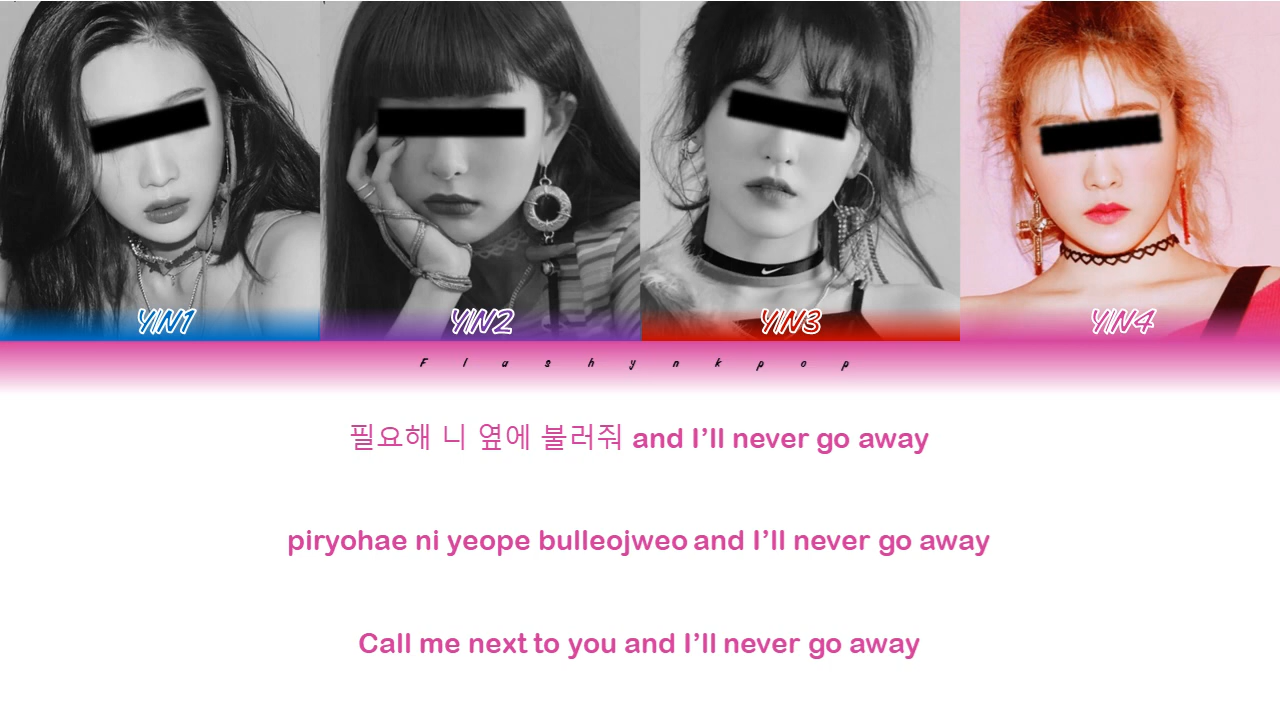 YIN1 YIN2 YIN3 YIN4
Flashynkpop
필요해 니 옆에 불러줘 and I’ll never go away
piryohae ni yeope bulleojweo and I’ll never go away
Call me next to you and I’ll never go away